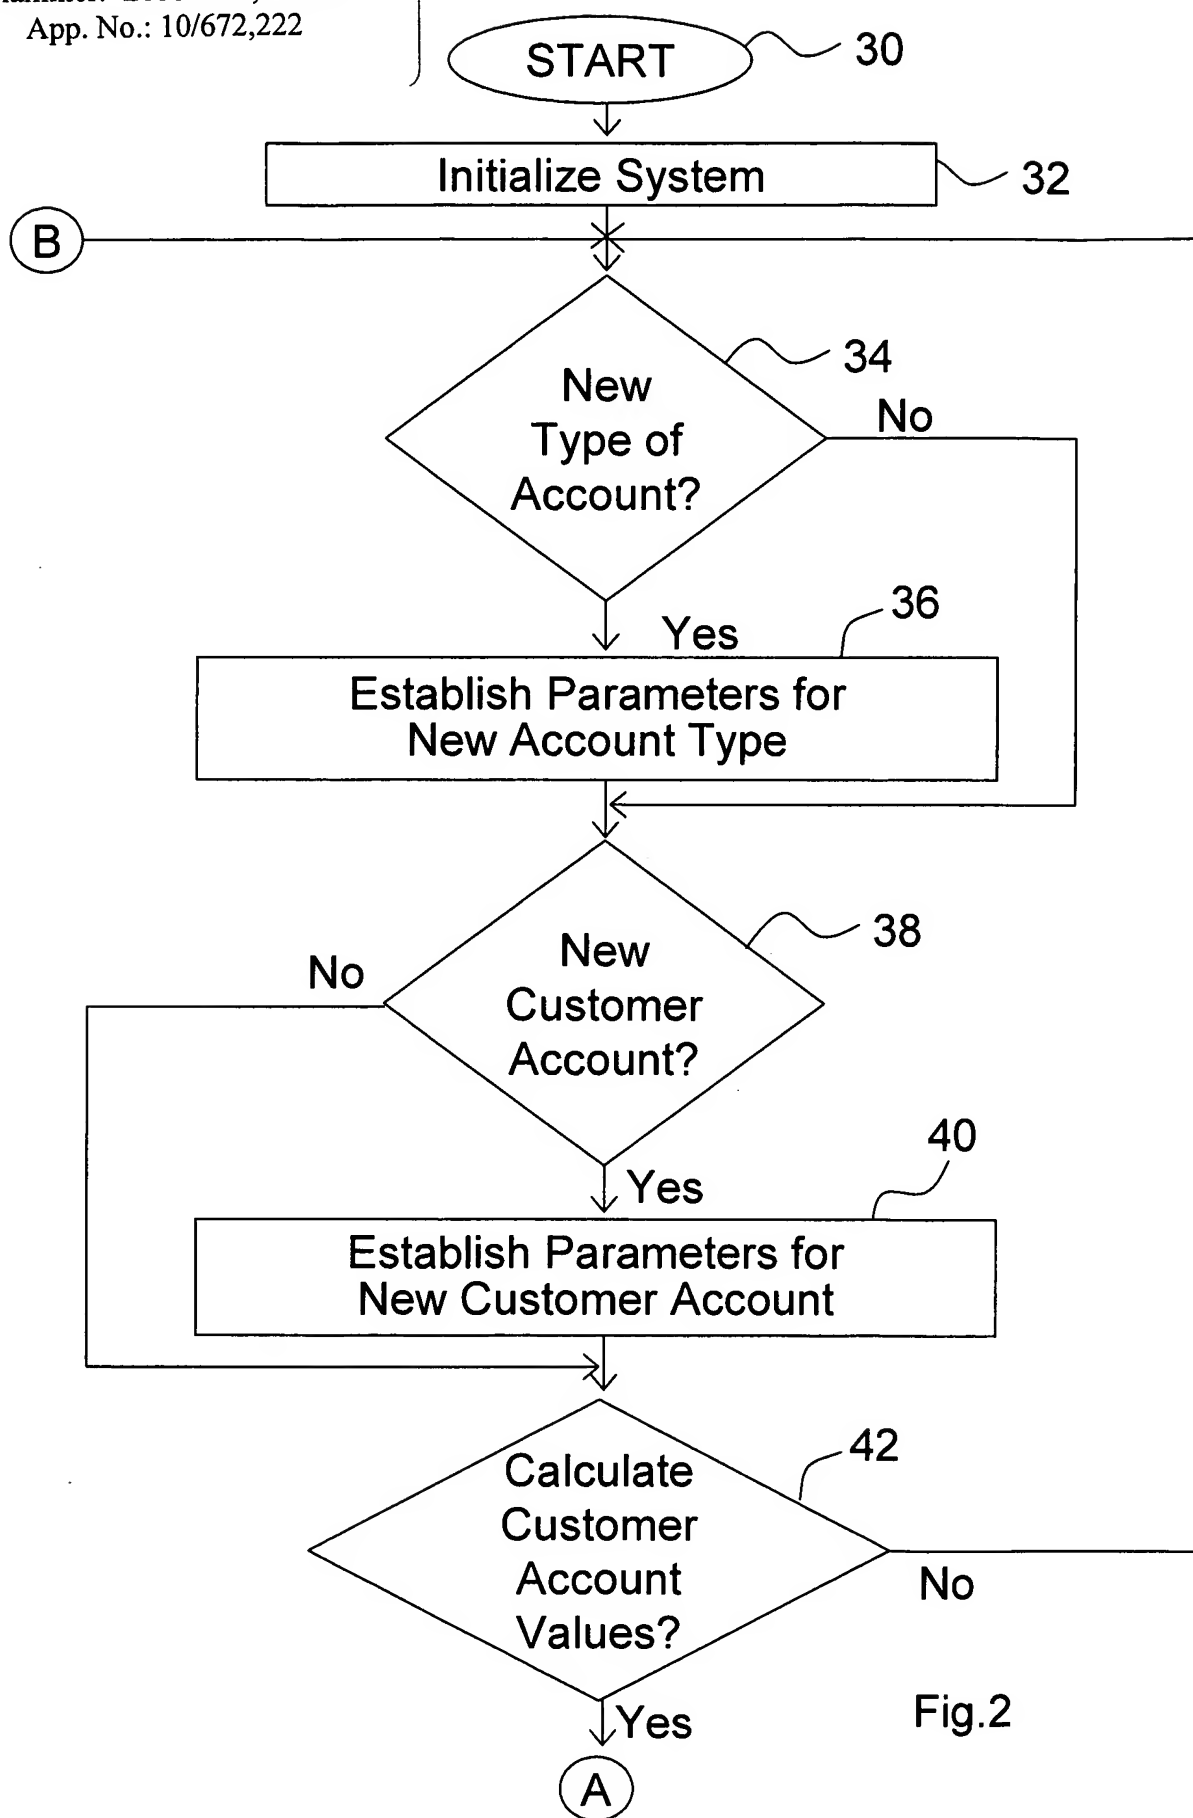 App. No.: 10/672,222
START
30
Initialize System
32
B
34
New
Type of
Account?
No
36
Yes
Establish Parameters for
New Account Type
38
New
Customer
Account?
No
40
Yes
Establish Parameters for
New Customer Account
42
Calculate
Customer
Account
Values?
No
Yes
Fig.2
A